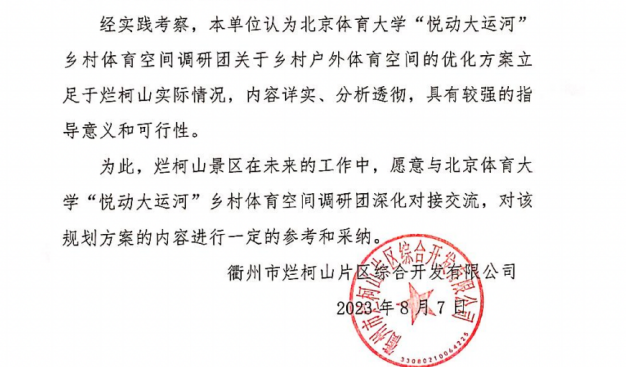 经实践考察，本单位认为北京体育大学“悦动大运河”
乡村体育空间调研团关于乡村户外体育空间的优化方案立
足于烂柯山实际情况，内容详实、分析透彻，具有较强的指
导意义和可行性。
为此，烂柯山景区在未来的工作中，愿意与北京体育大
学“悦动大运河”乡村体育空间调研团深化对接交流，对该
规划方案的内容进行一定的参考和采纳。
衢州市烂柯山片区综合开发有限公司
2023年8月7日
衢州市烂柯山片区综合开发有限公司
33080210064225